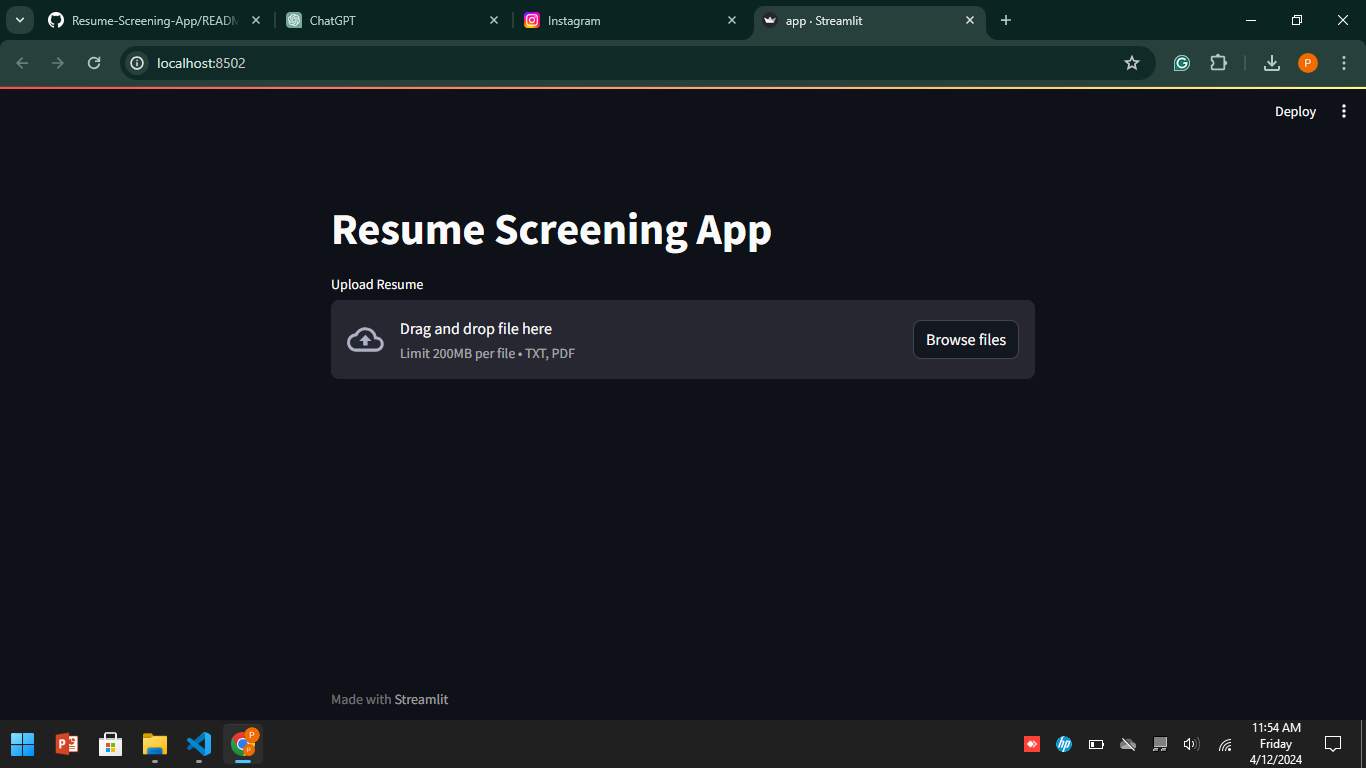 Resume-Screening-App/READM
ChatGPT
Instagram
app · Streamlit
localhost:8502
P
Deploy
Resume Screening App
Upload Resume
Drag and drop file here
Limit 200MB per file • TXT, PDF
Browse files
Made with Streamlit
11:54 AM
Friday
4/12/2024